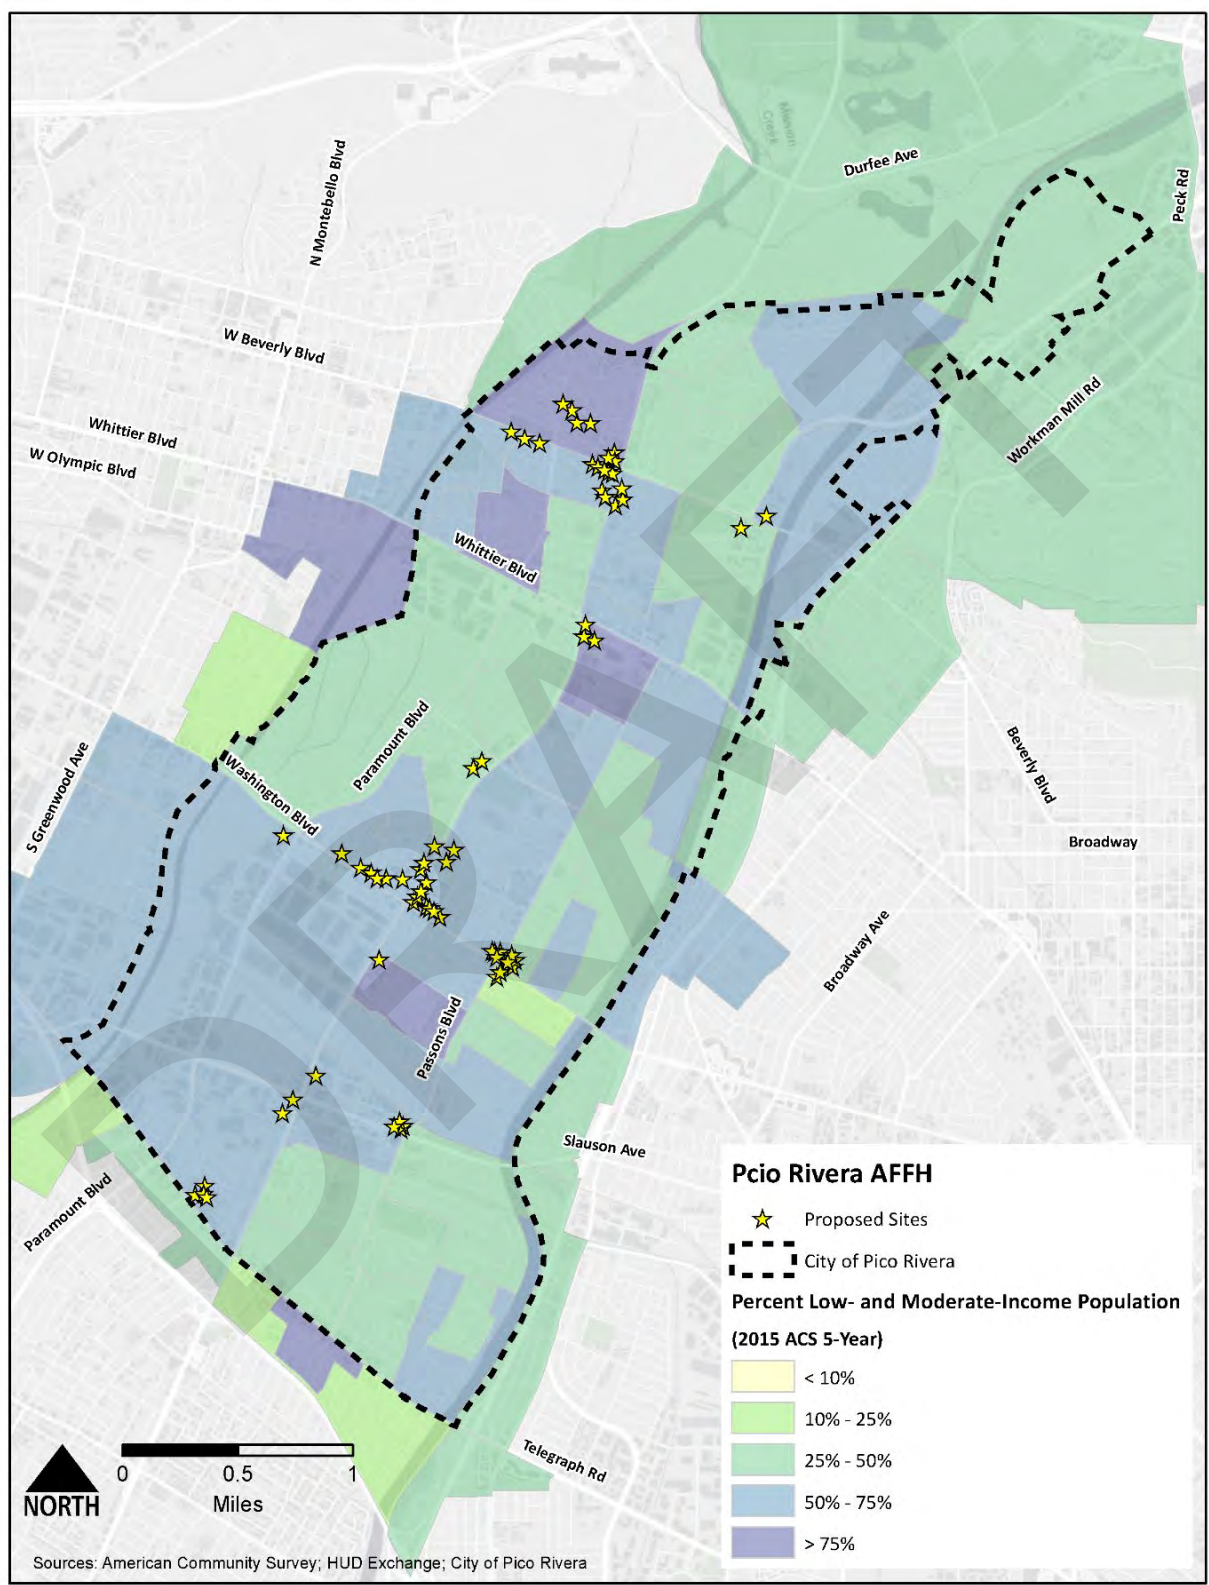 Mission
Creek
Durfee Ave
Peck Rd
N Montebello Blvd
W Beverly Blvd
Whittier Blvd
W Olympic Blvd
Workman Mill Rd
Whittier Blvd
Paramount Blvd
Washington Blvd
S Greenwood Ave
Beverly Blvd
Broadway
Broadway Ave
Passons Blvd
Slauson Ave
Paramount Blvd
Telegraph Rd
DRAFT
Pcio Rivera AFFH
Proposed Sites
City of Pico Rivera
Percent Low- and Moderate-Income Population
(2015 ACS 5-Year)
< 10%
10% - 25%
25% - 50%
50% - 75%
> 75%
NORTH
0 0.5 1
Miles
Sources: American Community Survey; HUD Exchange; City of Pico Rivera